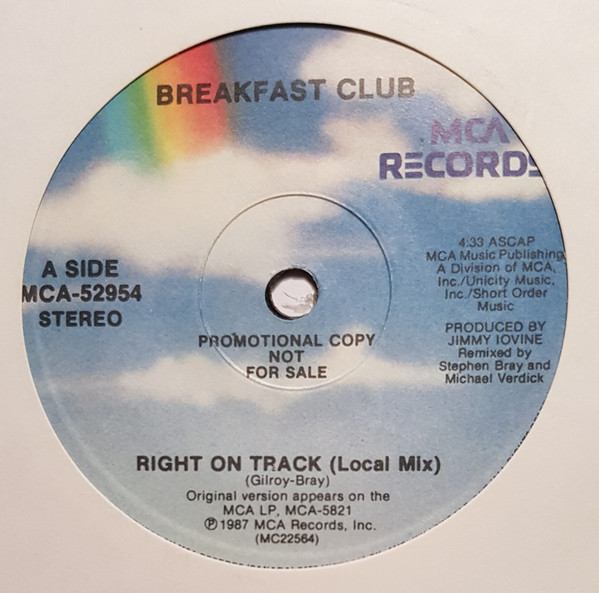 BREAKFAST CLUB
MCA
RECORDS
A SIDE
MCA-52954
STEREO
4:33 ASCAP
MCA Music Publishing,
A Division of MCA,
Inc./Unicity Music,
Inc./Short Order
Music
PRODUCED BY
JIMMY IOVINE
Remixed by
Stephen Bray and
Michael Verdick
PROMOTIONAL COPY
NOT
FOR SALE
RIGHT ON TRACK (Local Mix)
(Gilroy-Bray)
Original version appears on the
MCA LP, MCA-5821
℗1987 MCA Records, Inc.
(MC22564)